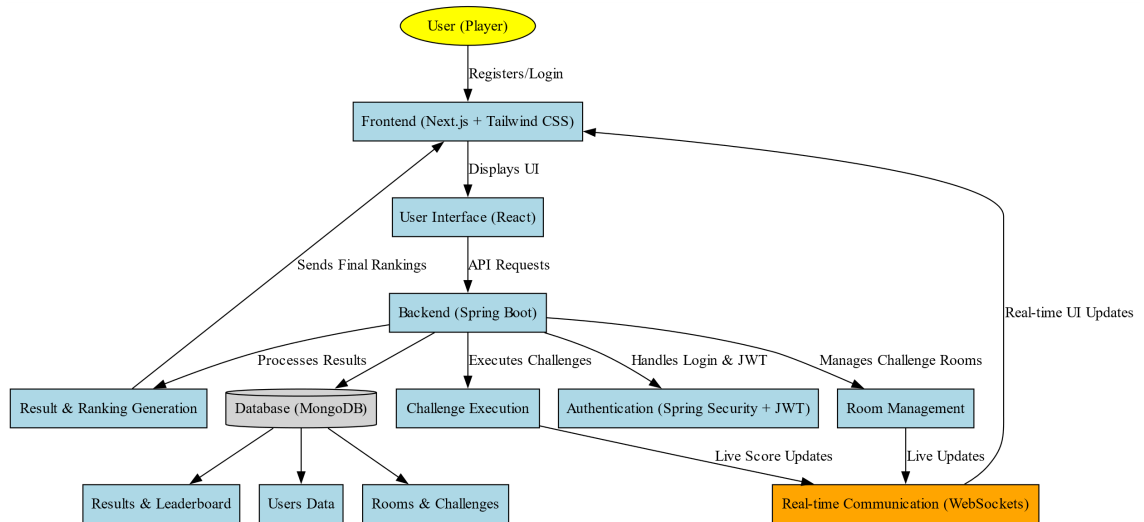 User (Player)
Registers/Login
Frontend (Next.js + Tailwind CSS)
Displays UI
User Interface (React)
Sends Final Rankings
API Requests
Backend (Spring Boot)
Real-time UI Updates
Processes Results
Executes Challenges
Handles Login & JWT
Manages Challenge Rooms
Result & Ranking Generation
Database (MongoDB)
Challenge Execution
Authentication (Spring Security + JWT)
Room Management
Live Score Updates
Live Updates
Results & Leaderboard
Users Data
Rooms & Challenges
Real-time Communication (WebSockets)